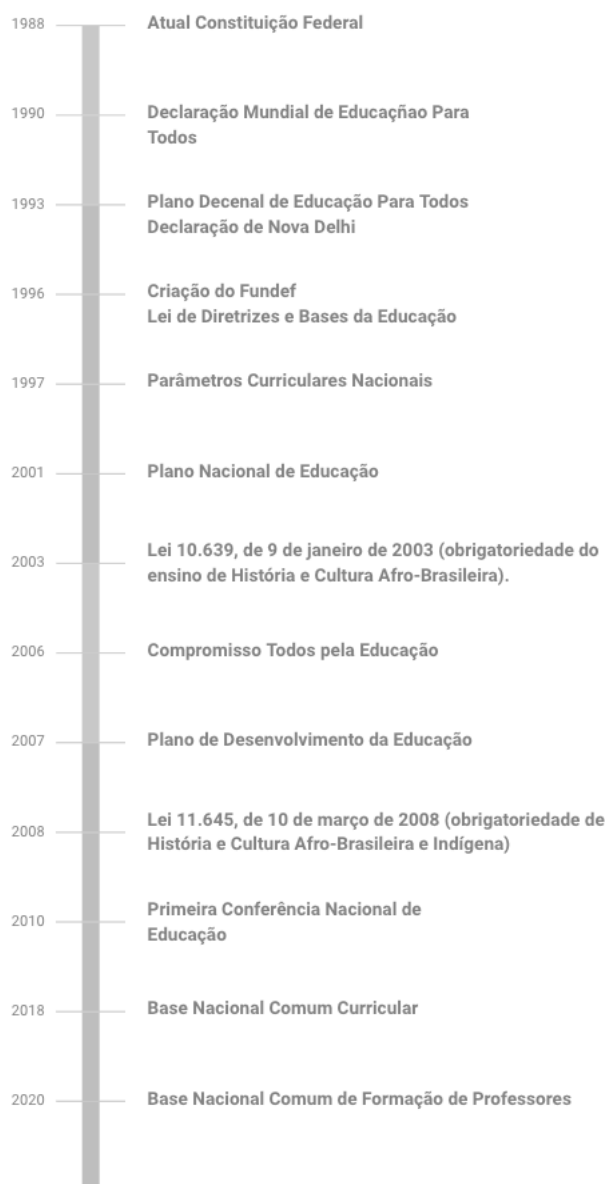 1988 Atual Constituição Federal
1990 Declaração Mundial de Educaçñao Para
Todos
1993 Plano Decenal de Educação Para Todos
Declaração de Nova Delhi
1996 Criação do Fundef
Lei de Diretrizes e Bases da Educação
1997 Parâmetros Curriculares Nacionais
2001 Plano Nacional de Educação
2003 Lei 10.639, de 9 de janeiro de 2003 (obrigatoriedade do
ensino de História e Cultura Afro-Brasileira).
2006 Compromisso Todos pela Educação
2007 Plano de Desenvolvimento da Educação
2008 Lei 11.645, de 10 de março de 2008 (obrigatoriedade de
História e Cultura Afro-Brasileira e Indígena)
2010 Primeira Conferência Nacional de
Educação
2018 Base Nacional Comum Curricular
2020 Base Nacional Comum de Formação de Professores